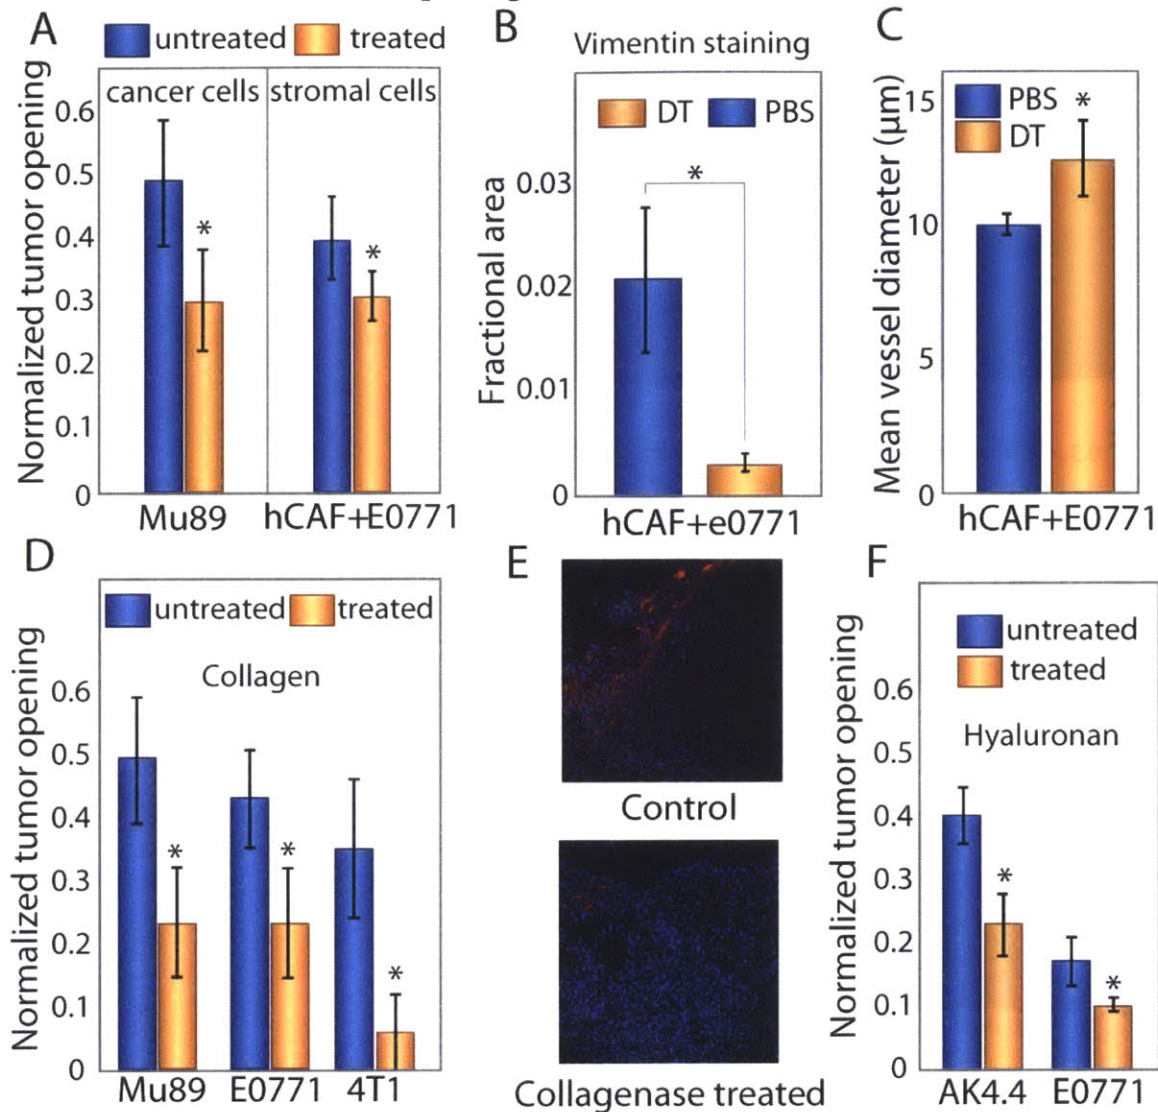 A
untreated treated
cancer cells stromal cells
Normalized tumor opening
0.6
0.5
0.4
0.3
0.2
0.1
0
*
*
Mu89 hCAF+E0771
B
Vimentin staining
DT PBS
Fractional area
0.03
0.02
0.01
0
*
hCAF+e0771
C
PBS
DT
Mean vessel diameter (µm)
15
10
5
0
*
hCAF+E0771
D
untreated treated
Collagen
Normalized tumor opening
0.6
0.5
0.4
0.3
0.2
0.1
0
*
*
*
Mu89 E0771 4T1
E
Control
Collagenase treated
F
untreated
treated
Hyaluronan
Normalized tumor opening
0.6
0.5
0.4
0.3
0.2
0.1
0
*
*
AK4.4 E0771